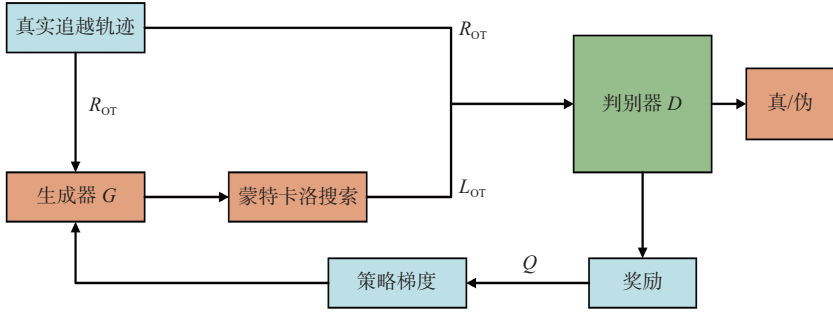 真实追越轨迹
R_OT
R_OT
判别器 D
真/伪
生成器 G
蒙特卡洛搜索
L_OT
Q
策略梯度
奖励